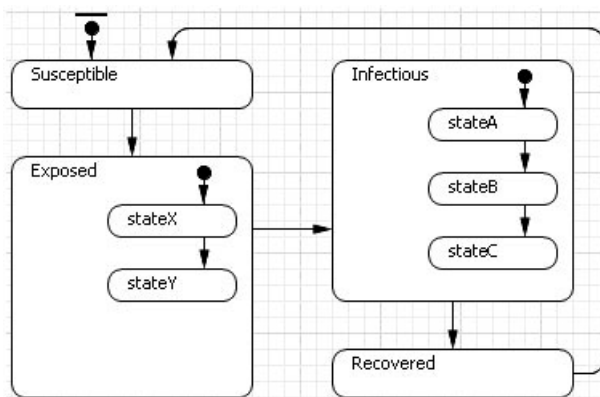 Susceptible
Exposed
stateX
stateY
Infectious
stateA
stateB
stateC
Recovered